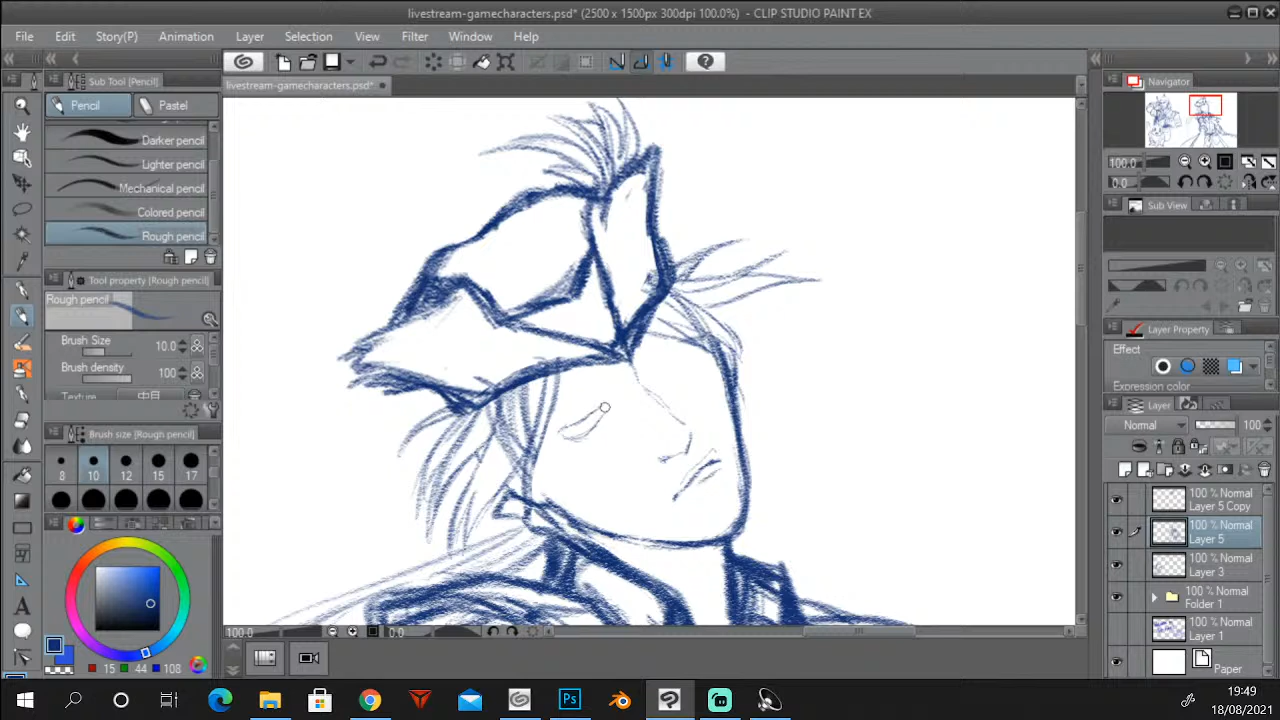 livestream-gamecharacters.psd* (2500 x 1500px 300dpi 100.0%) - CLIP STUDIO PAINT EX
File Edit Story(P) Animation Layer Selection View Filter Window Help
Sub Tool [Pencil]
livestream-gamecharacters.psd*
Navigator
Pencil Pastel
Darker pencil
Lighter pencil
Mechanical pencil
Colored pencil
Rough pencil
100.0
0.0
Sub View
Tool property [Rough pencil]
Rough pencil
Brush Size 10.0
Brush density 100
Texture
Brush size [Rough pencil]
8 10 12 15 17
Layer Property
Effect
Expression color
Layer
Normal 100
100 % Normal
Layer 5 Copy
100 % Normal
Layer 5
100 % Normal
Layer 3
100 % Normal
Folder 1
100 % Normal
Layer 1
Paper
100.0 0.0
15 44 108
19:49
18/08/2021